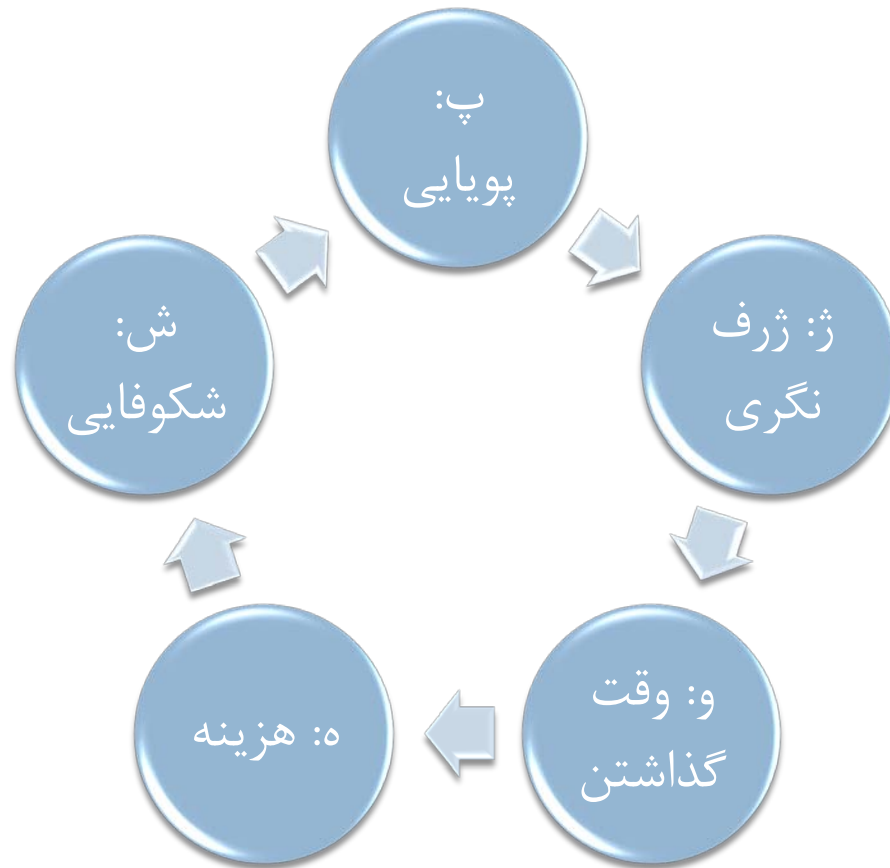 پ:
پویایی
ژ: ژرف
نگری
و: وقت
گذاشتن
ه: هزینه
ش:
شکوفایی